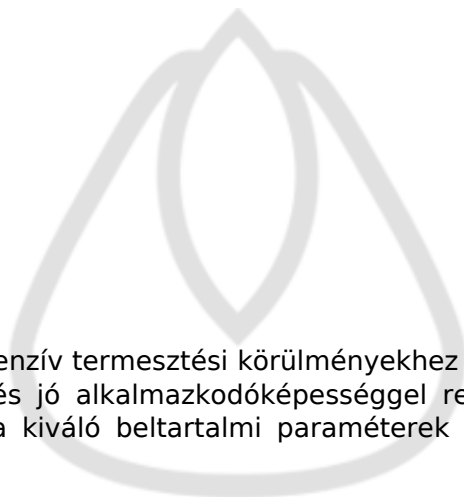 enzív termesztési körülményekhez
és jó alkalmazkodóképességgel re
a kiváló beltartalmi paraméterek